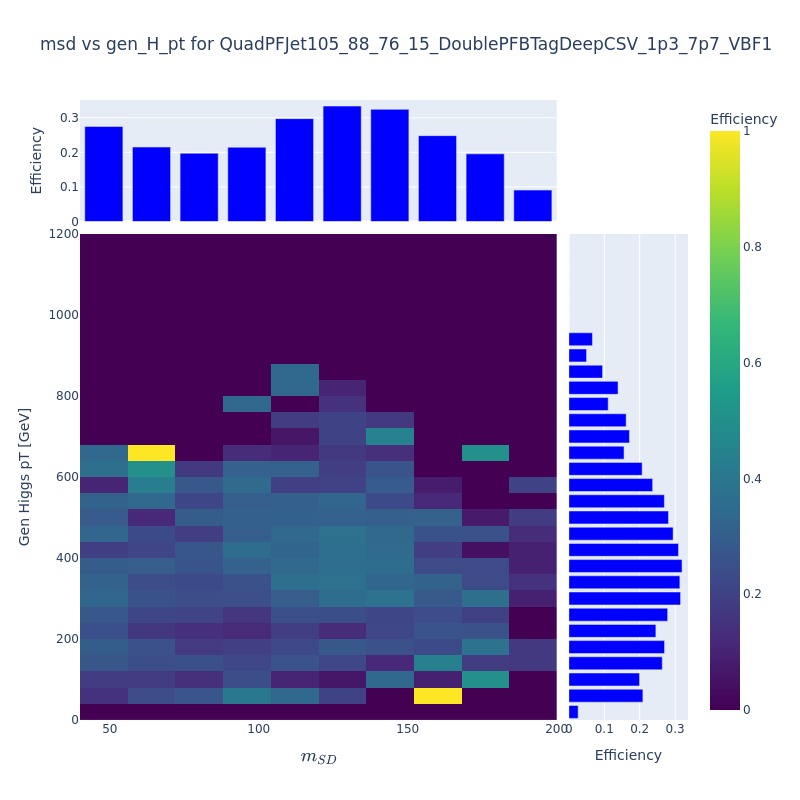 msd vs gen_H_pt for QuadPFJet105_88_76_15_DoublePFBTagDeepCSV_1p3_7p7_VBF1
Efficiency
0.3
0.2
0.1
0
Efficiency
1
0.8
0.6
0.4
0.2
0
Gen Higgs pT [GeV]
1200
1000
800
600
400
200
0
50 100 150 200
0 0.1 0.2 0.3
m_{SD}
Efficiency